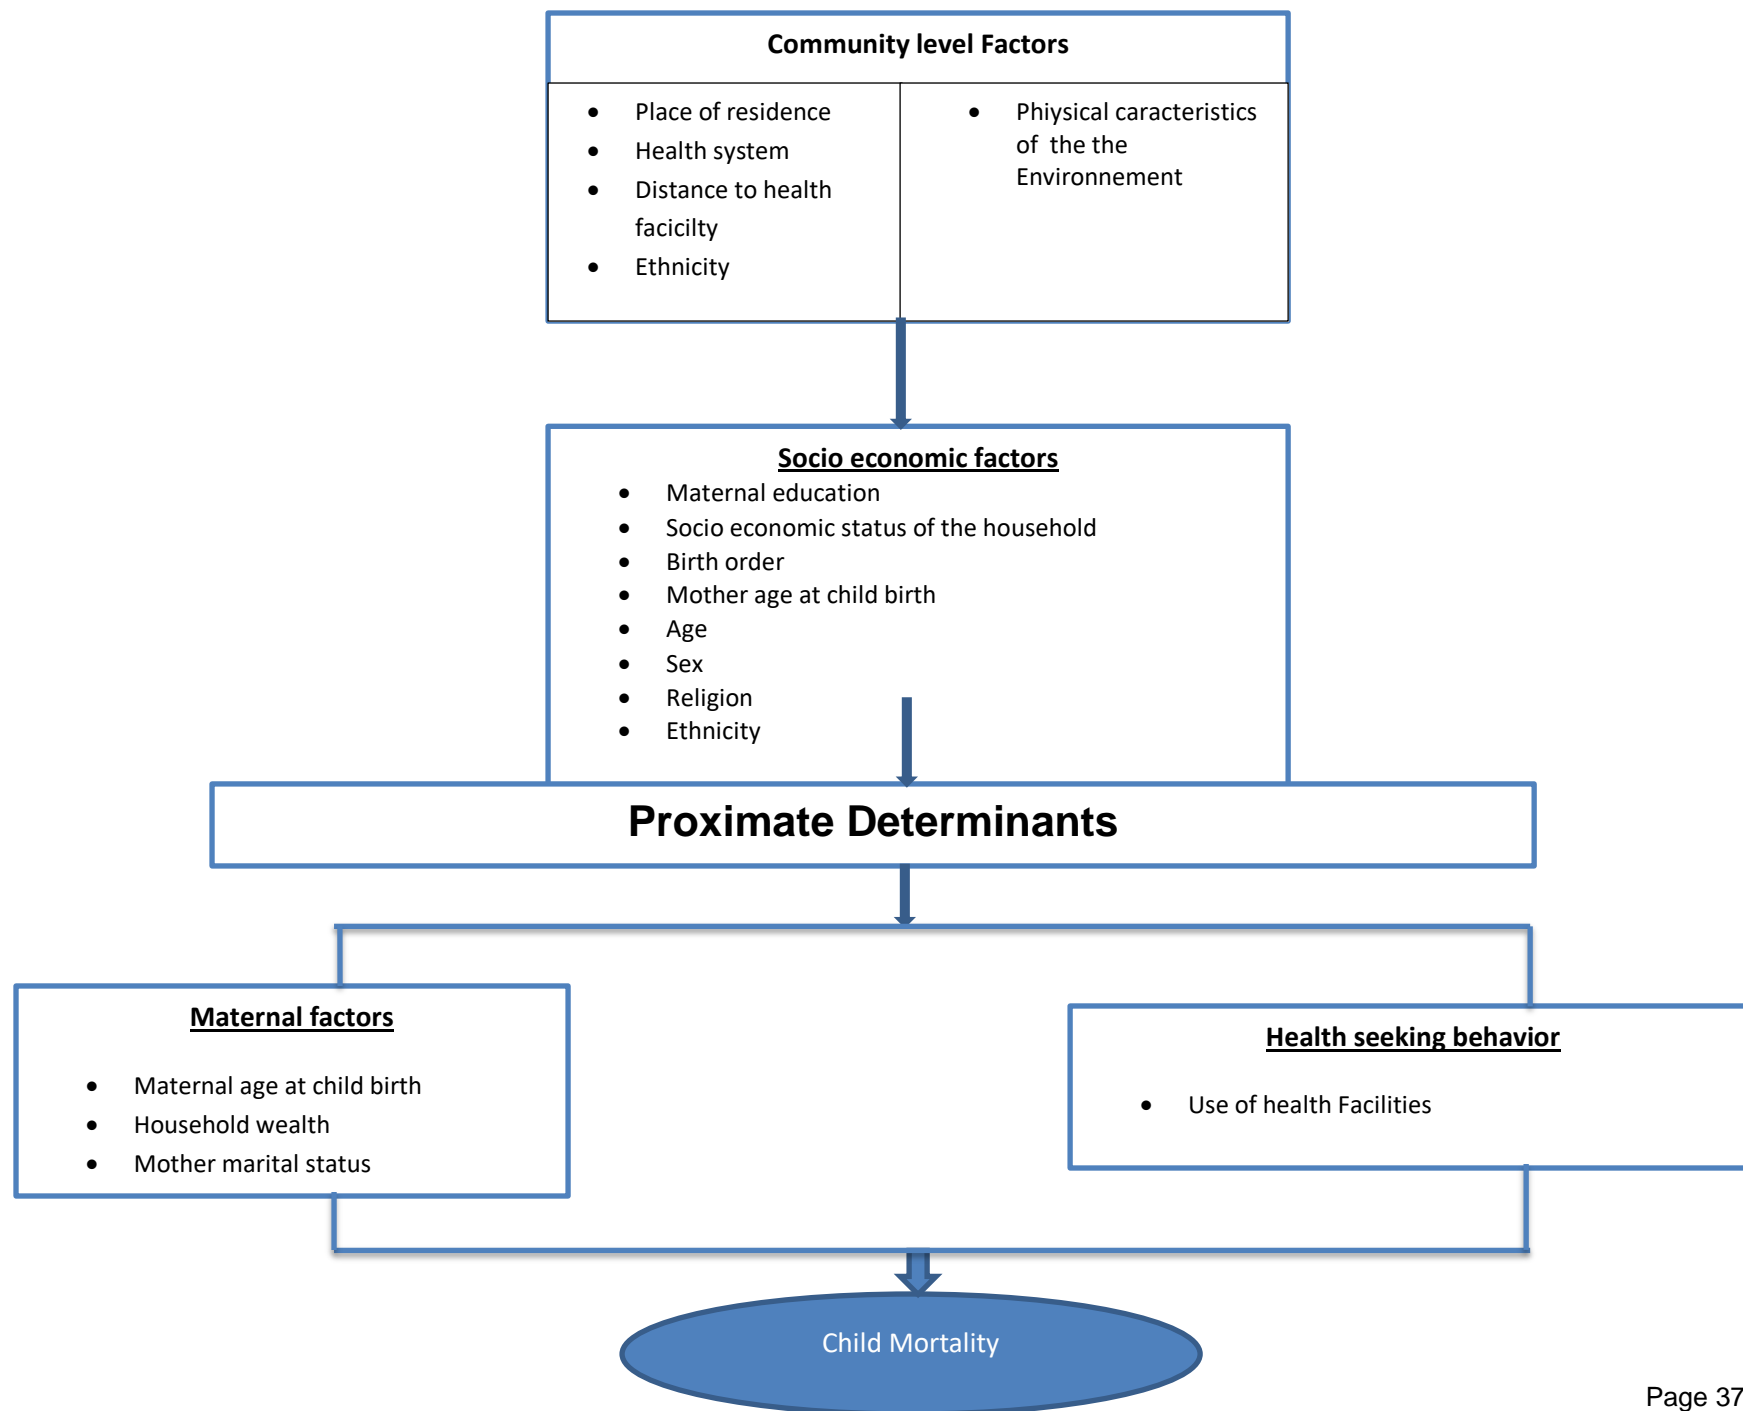 Community level Factors
Place of residence
Health system
Distance to health
facicilty
Ethnicity
Phiysical caracteristics
of the the
Environnement
Socio economic factors
Maternal education
Socio economic status of the household
Birth order
Mother age at child birth
Age
Sex
Religion
Ethnicity
Proximate Determinants
Maternal factors
Maternal age at child birth
Household wealth
Mother marital status
Health seeking behavior
Use of health Facilities
Child Mortality
Page 37